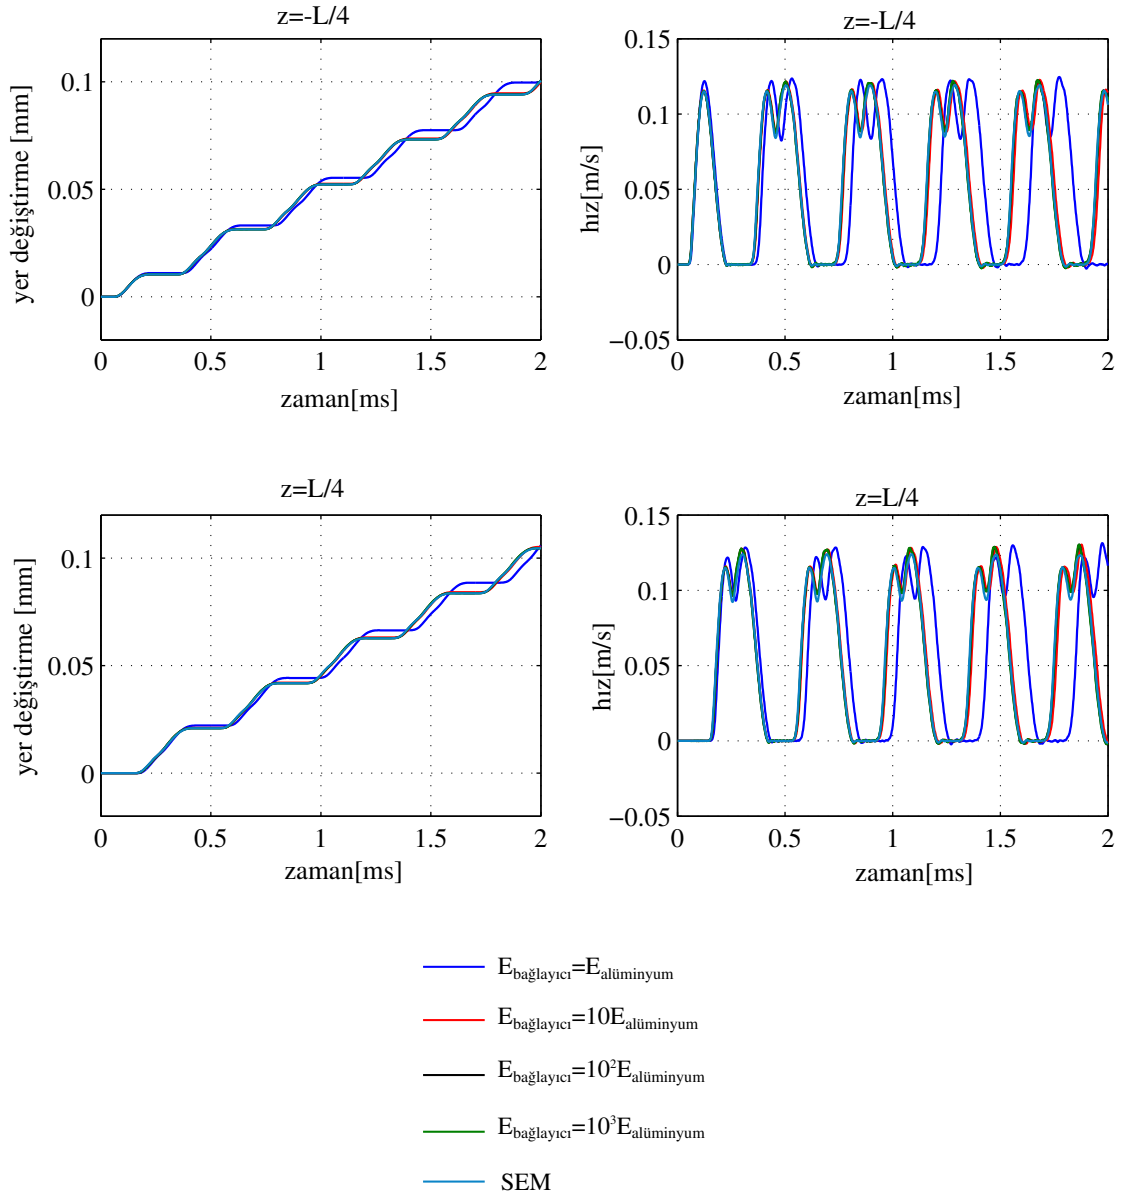 z=-L/4
0.1
0.05
0
0 0.5 1 1.5 2
yer değiştirme [mm]
zaman[ms]
z=-L/4
0.15
0.1
0.05
0
−0.05
0 0.5 1 1.5 2
hız[m/s]
zaman[ms]
z=L/4
0.1
0.05
0
0 0.5 1 1.5 2
yer değiştirme [mm]
zaman[ms]
z=L/4
0.15
0.1
0.05
0
−0.05
0 0.5 1 1.5 2
hız[m/s]
zaman[ms]
Ebağlayıcı=Ealüminyum
Ebağlayıcı=10Ealüminyum
Ebağlayıcı=10²Ealüminyum
Ebağlayıcı=10³Ealüminyum
SEM